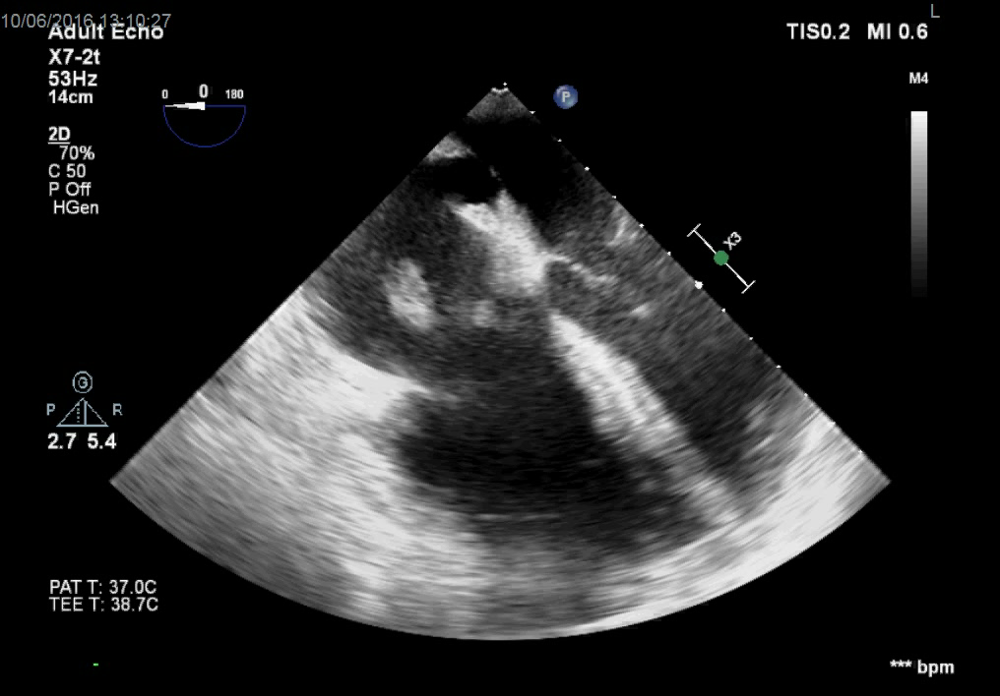 10/06/2016 13:10:27
L
Adult Echo
TIS0.2 MI 0.6
X7-2t
53Hz
14cm
M4
0 0 180
P
2D
70%
C 50
P Off
HGen
X3
G
P R
2.7 5.4
PAT T: 37.0C
TEE T: 38.7C
*** bpm